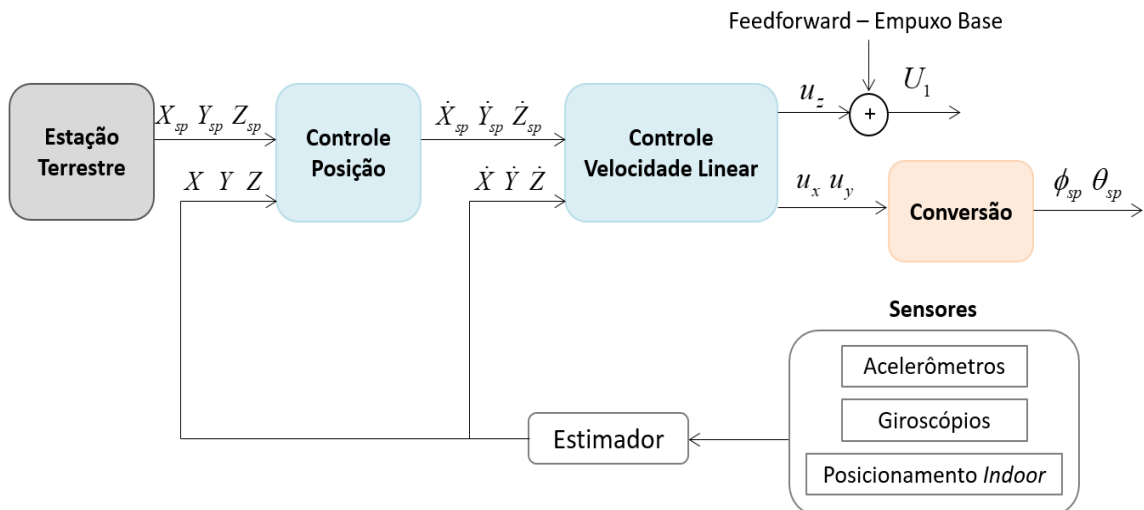 Feedforward – Empuxo Base
Estação
Terrestre
X_sp Y_sp Z_sp
X Y Z
Controle
Posição
Ẋ_sp Ẏ_sp Ż_sp
Ẋ Ẏ Ż
Controle
Velocidade Linear
u_z
+
U_1
u_x u_y
Conversão
ϕ_sp θ_sp
Sensores
Acelerômetros
Giroscópios
Posicionamento Indoor
Estimador